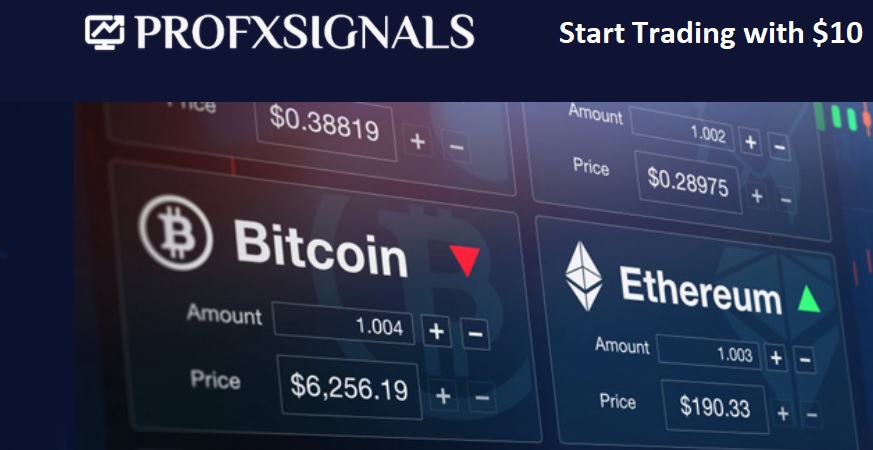 PROFXSIGNALS
Start Trading with $10
Price
$0.38819
+ −
Amount
1.002
+ −
Price
$0.28975
+ −
Bitcoin
Amount
1.004
+ −
Price
$6,256.19
+ −
Ethereum
Amount
1.003
+ −
Price
$190.33
+ −